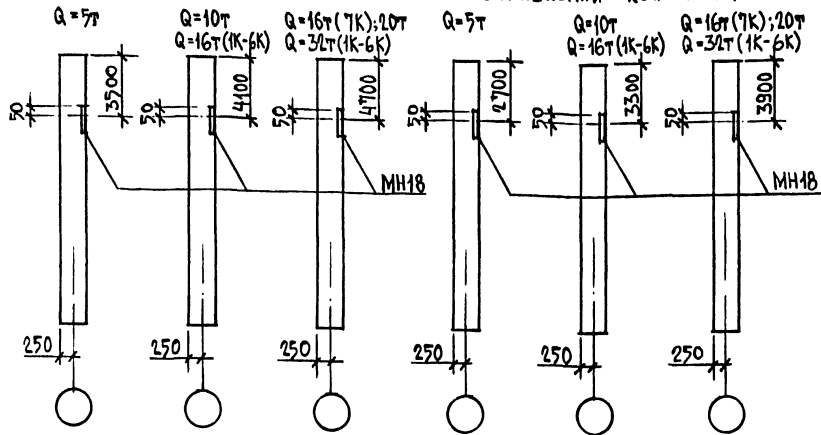 Q=5т Q=10т Q=16т(7К);20т Q=5т Q=10т Q=16т(7К);20т
Q=16т(1К-6К) Q=32т(1К-6К) Q=16т(1К-6К) Q=32т(1К-6К)
50 3500 50 4100 50 4700 50 2700 50 3300 50 3900
МН18 МН18
250 250 250 250 250 250